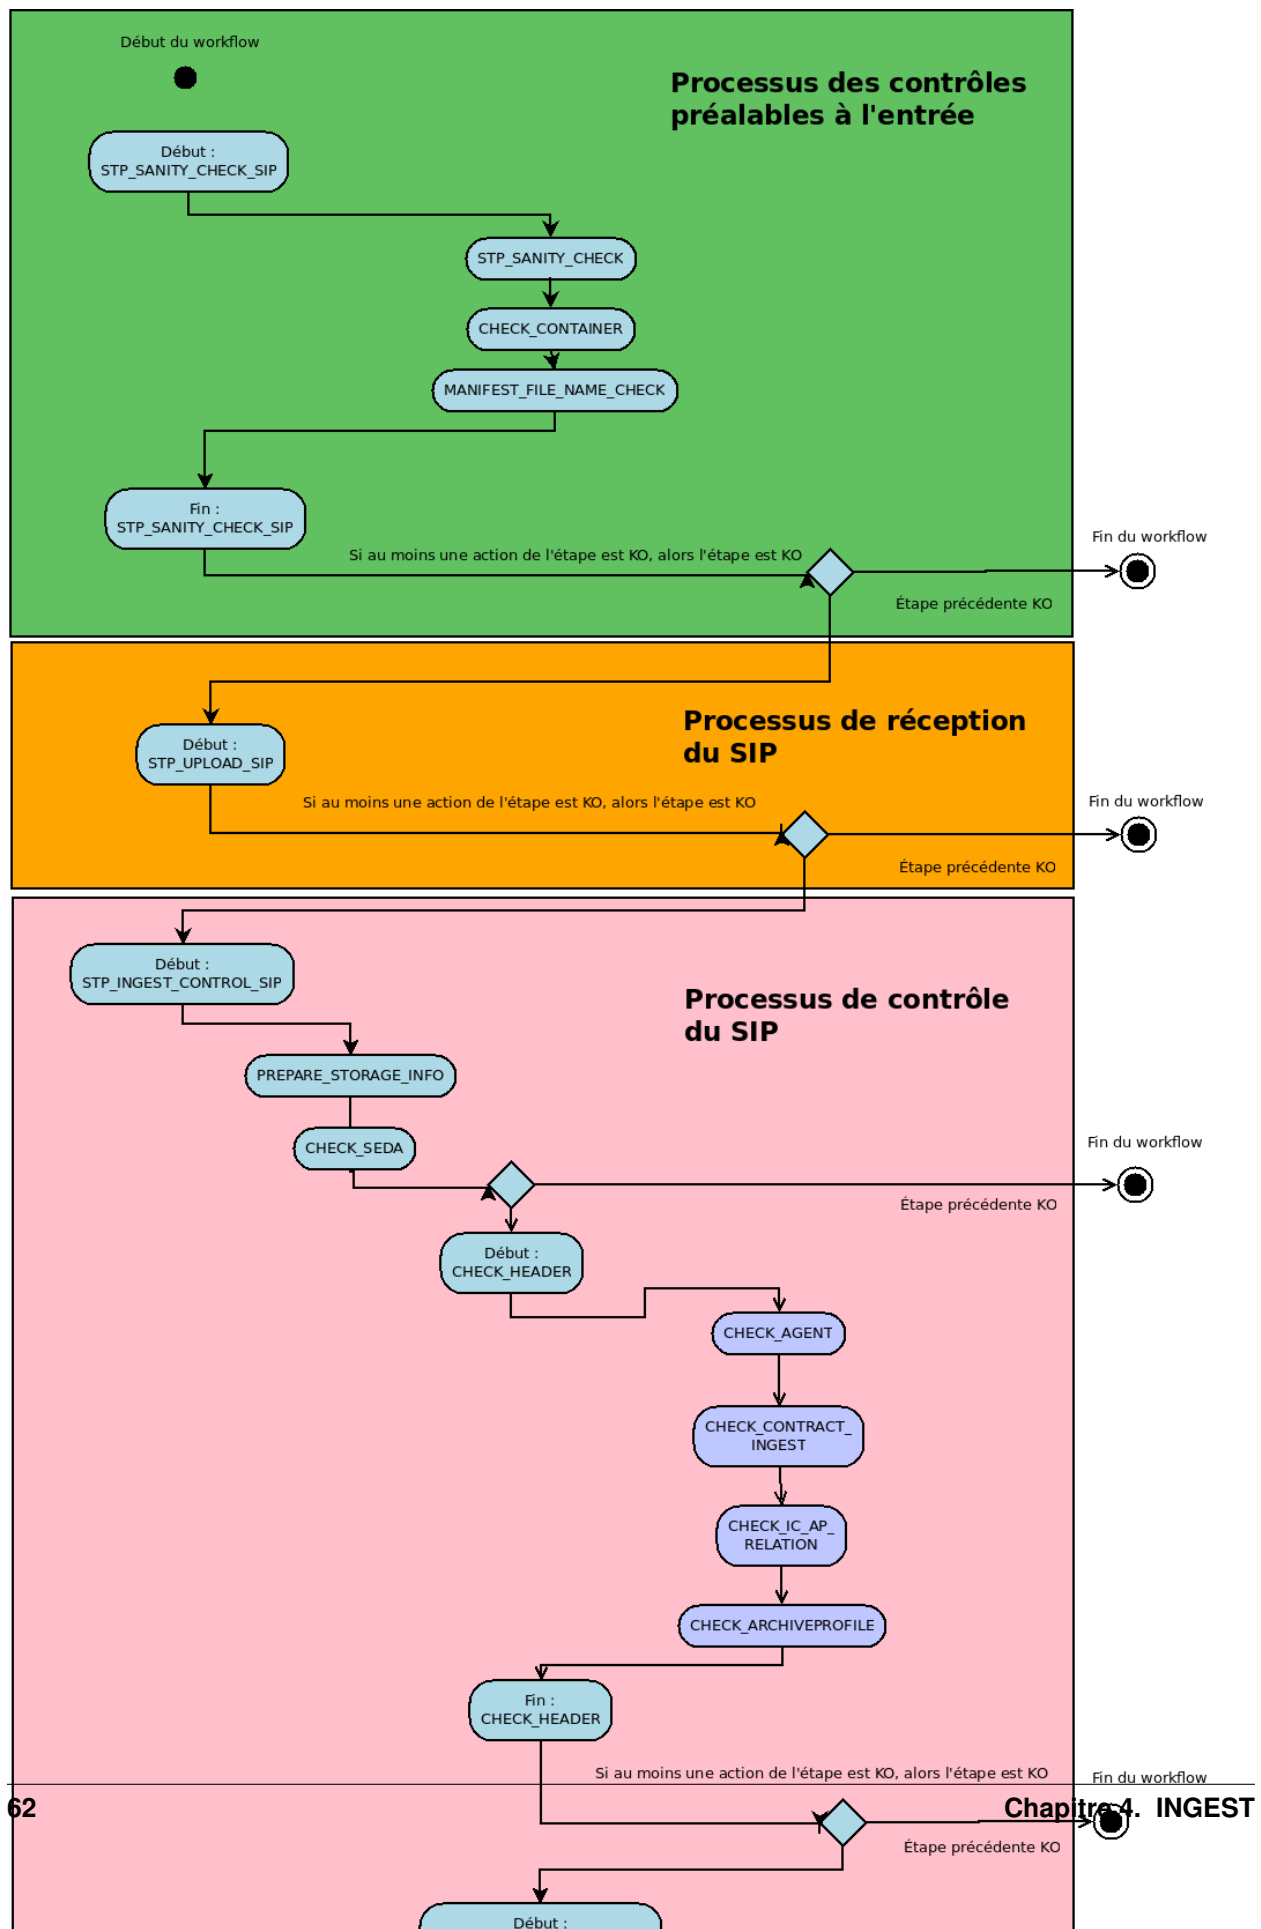 Début du workflow
Processus des contrôles
préalables à l'entrée
Début :
STP_SANITY_CHECK_SIP
STP_SANITY_CHECK
CHECK_CONTAINER
MANIFEST_FILE_NAME_CHECK
Fin :
STP_SANITY_CHECK_SIP
Si au moins une action de l'étape est KO, alors l'étape est KO
Fin du workflow
Étape précédente KO
Processus de réception
du SIP
Début :
STP_UPLOAD_SIP
Si au moins une action de l'étape est KO, alors l'étape est KO
Fin du workflow
Étape précédente KO
Début :
STP_INGEST_CONTROL_SIP
Processus de contrôle
du SIP
PREPARE_STORAGE_INFO
CHECK_SEDA
Fin du workflow
Étape précédente KO
Début :
CHECK_HEADER
CHECK_AGENT
CHECK_CONTRACT_
INGEST
CHECK_IC_AP_
RELATION
CHECK_ARCHIVEPROFILE
Fin :
CHECK_HEADER
Si au moins une action de l'étape est KO, alors l'étape est KO
Fin du workflow
62
Chapitre 4. INGEST
Étape précédente KO
Début :